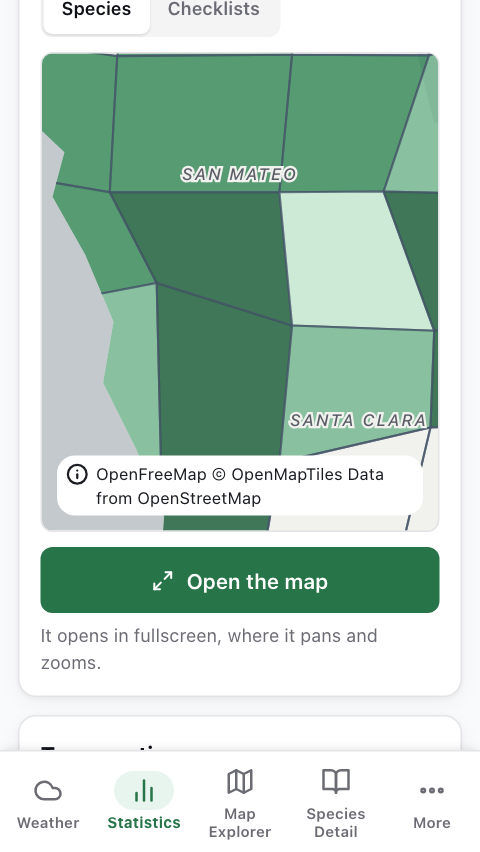 Species
Checklists
SAN MATEO
SANTA CLARA
OpenFreeMap © OpenMapTiles Data
from OpenStreetMap
Open the map
It opens in fullscreen, where it pans and
zooms.
Weather
Statistics
Map
Explorer
Species
Detail
More